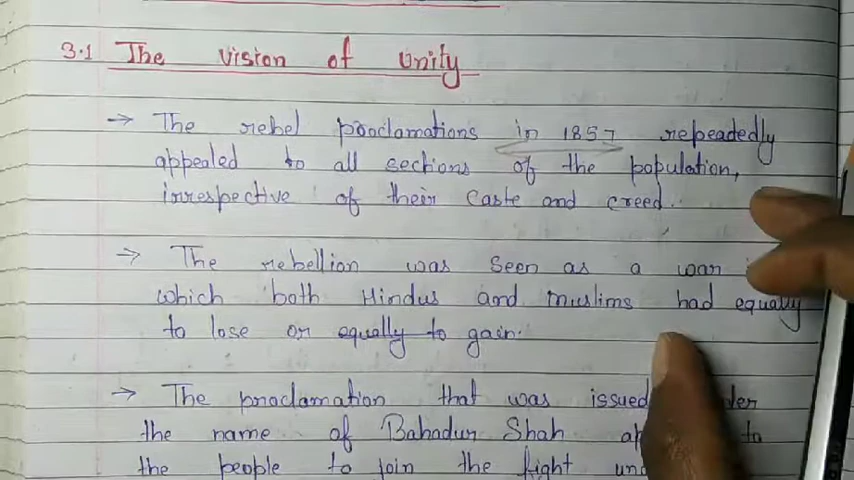 3.1 The Vision of Unity
→ The rebel proclamations in 1857 repeadedly
appealed to all sections of the population,
irrespective of their caste and creed.
→ The rebellion was seen as a war
which both Hindus and muslims had equally
to lose or equally to gain.
→ The proclamation that was issued
the name of Bahadur Shah to
the people to join the fight